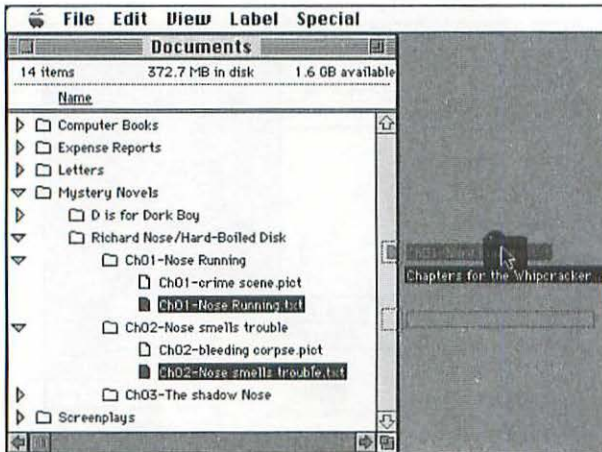 File Edit View Label Special
Documents
14 items 372.7 MB in disk 1.6 GB available
Name
Computer Books
Expense Reports
Letters
Mystery Novels
D is for Dork Boy
Richard Nose/Hard-Boiled Disk
Ch01-Nose Running
Ch01-crime scene.pict
Ch01-Nose Running.txt
Ch02-Nose smells trouble
Ch02-bleeding corpse.pict
Ch02-Nose smells trouble.txt
Ch03-The shadow Nose
Screenplays
Chapters for the Whipcracker...